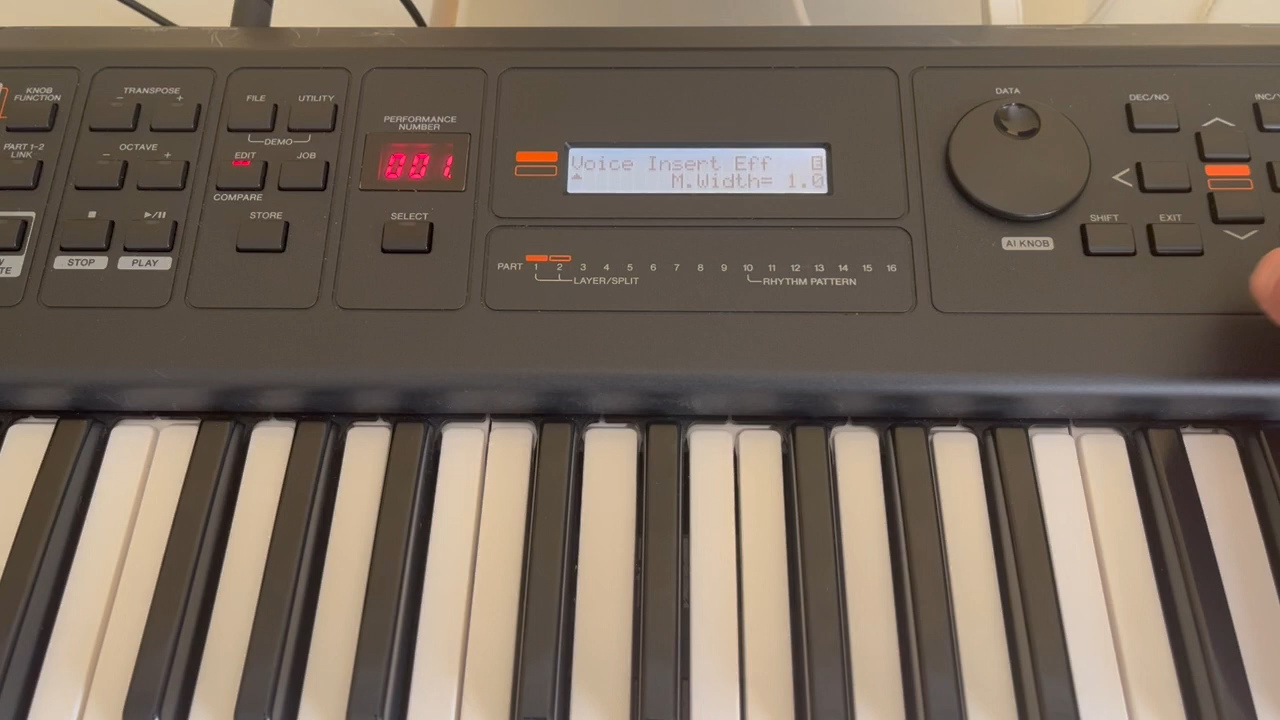 KNOB
FUNCTION
PART 1-2
LINK
TRANSPOSE
− +
OCTAVE
− +
STOP
PLAY
FILE
UTILITY
DEMO
EDIT
JOB
COMPARE
STORE
PERFORMANCE
NUMBER
001.
SELECT
Voice Insert Eff E
M.Width= 1.0
PART 1 2 3 4 5 6 7 8 9 10 11 12 13 14 15 16
LAYER/SPLIT
RHYTHM PATTERN
DATA
AI KNOB
DEC/NO
SHIFT
EXIT